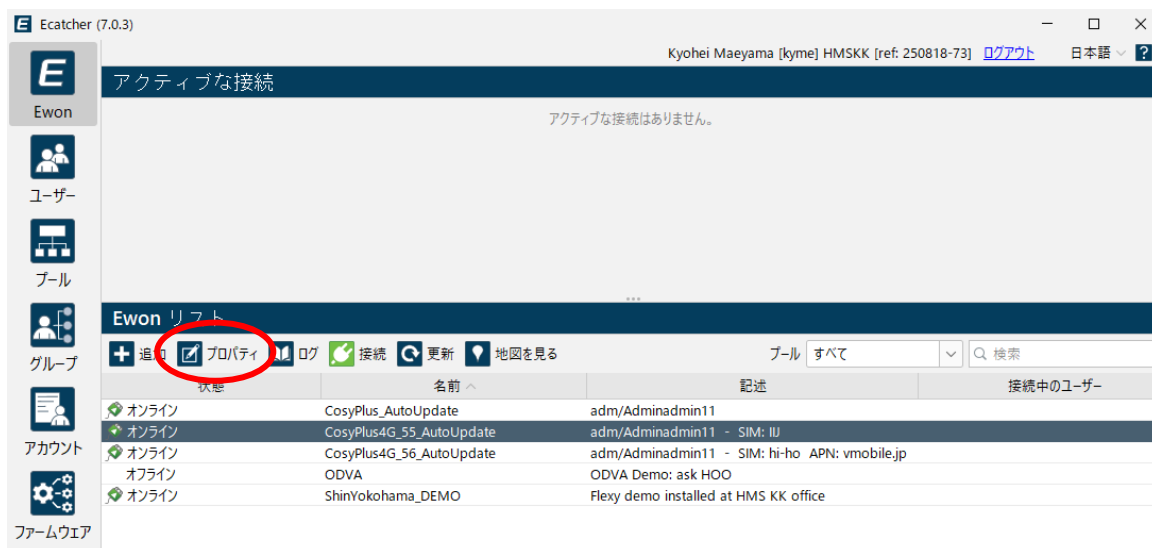 Ecatcher (7.0.3)
Kyohei Maeyama [kyme] HMSKK [ref: 250818-73] ログアウト 日本語 ?
Ewon
ユーザー
プール
グループ
アカウント
ファームウェア
アクティブな接続
アクティブな接続はありません。
Ewon リスト
追加 プロパティ ログ 接続 更新 地図を見る プール すべて 検索
状態 名前 記述 接続中のユーザー
オンライン CosyPlus_AutoUpdate adm/Adminadmin11
オンライン CosyPlus4G_55_AutoUpdate adm/Adminadmin11 - SIM: IIJ
オンライン CosyPlus4G_56_AutoUpdate adm/Adminadmin11 - SIM: hi-ho APN: vmobile.jp
オフライン ODVA ODVA Demo: ask HOO
オンライン ShinYokohama_DEMO Flexy demo installed at HMS KK office